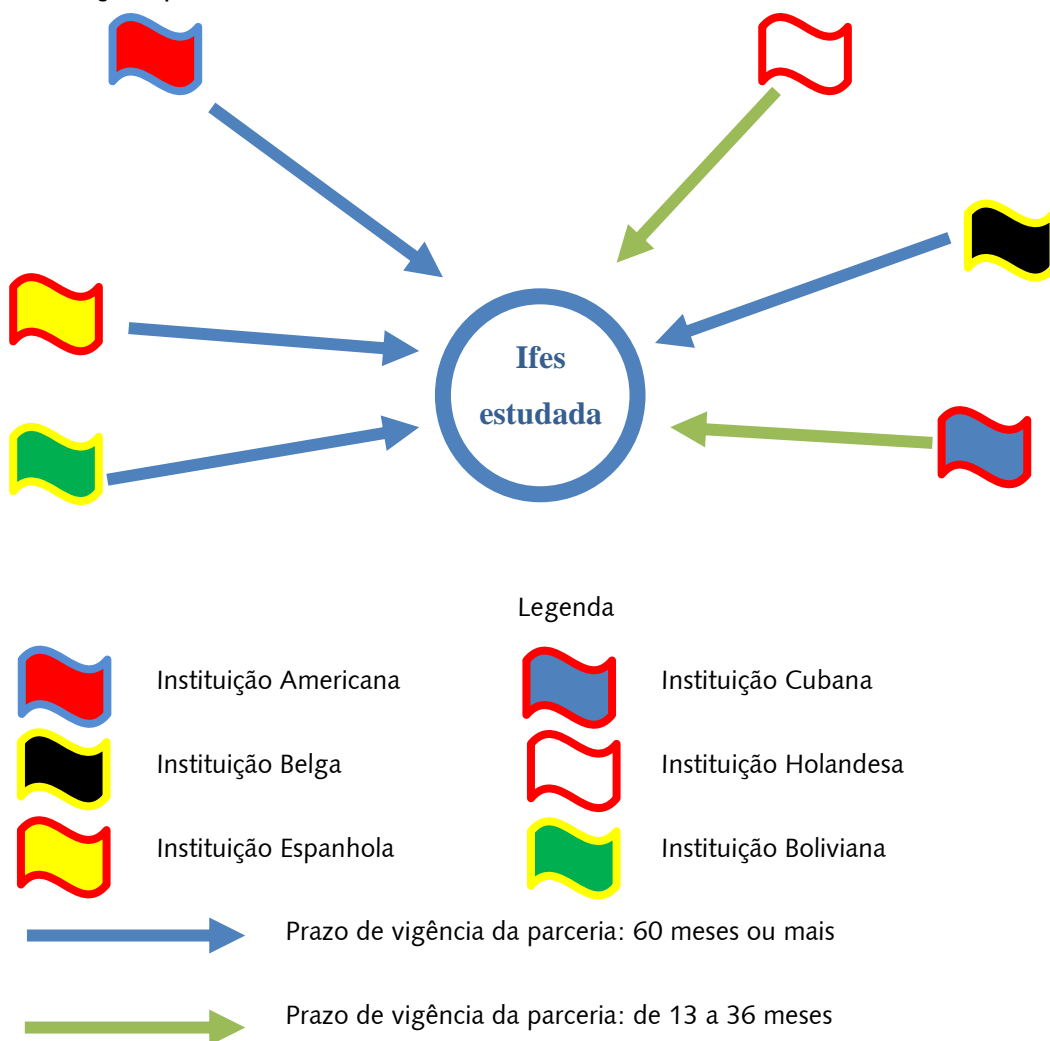 Ifes
estudada
Legenda
Instituição Americana
Instituição Cubana
Instituição Belga
Instituição Holandesa
Instituição Espanhola
Instituição Boliviana
Prazo de vigência da parceria: 60 meses ou mais
Prazo de vigência da parceria: de 13 a 36 meses